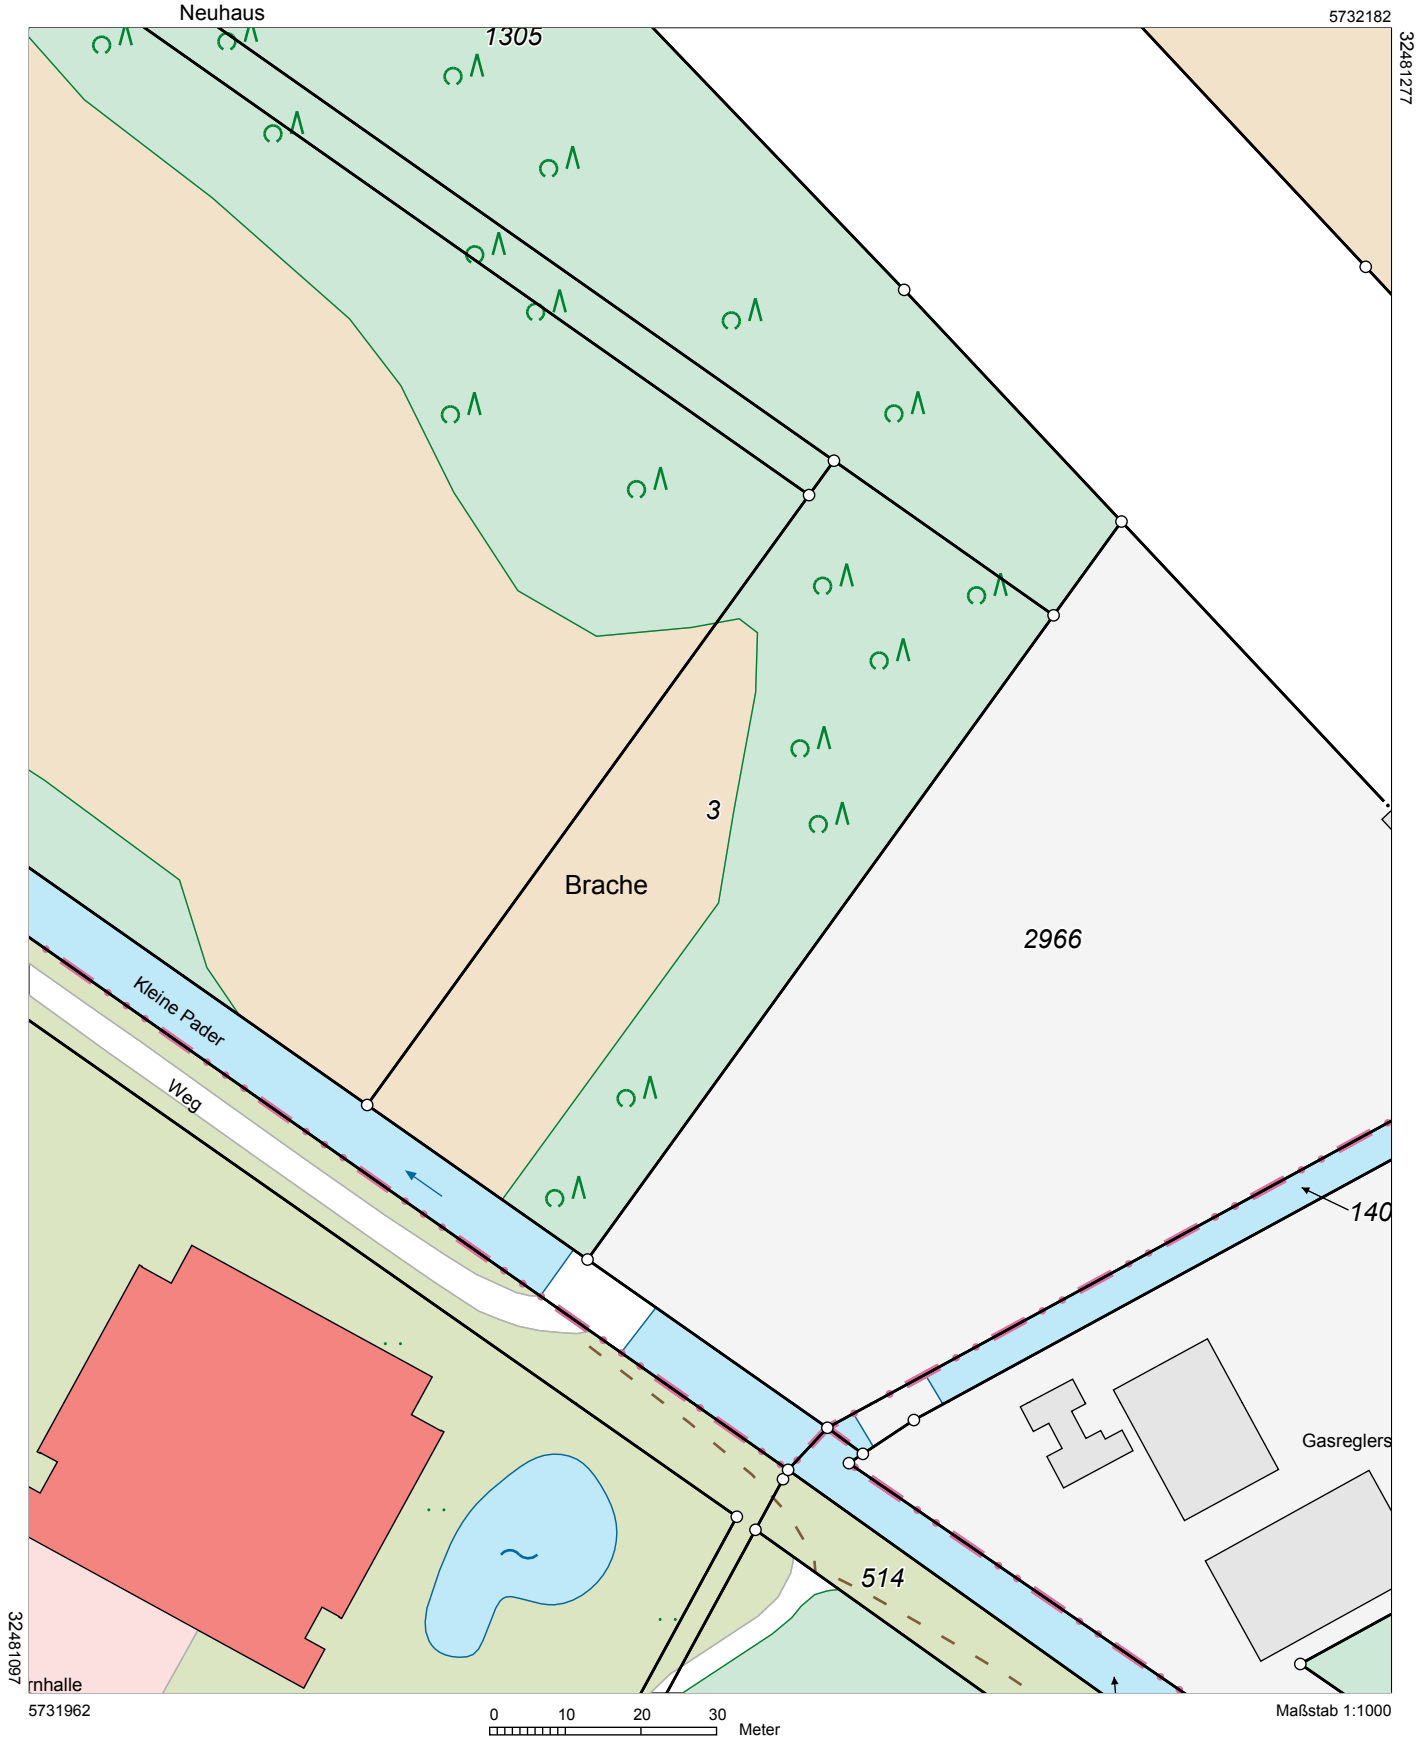 Neuhaus
5732182
32481277
1305
3
Brache
2966
Kleine Pader
Weg
140
Gasreglers
514
32481097
rnhalle
5731962
Maßstab 1:1000
0 10 20 30
Meter